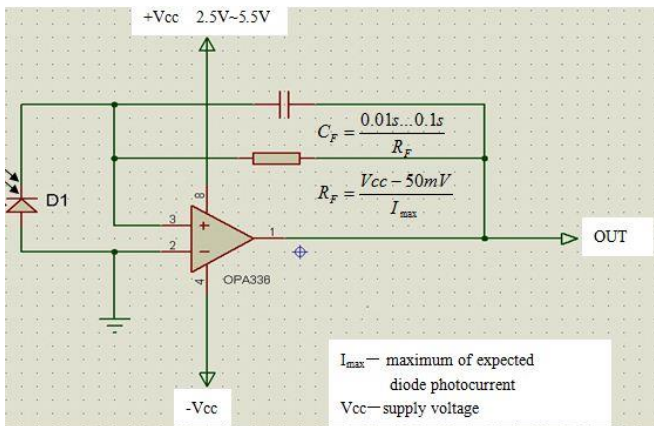 +Vcc 2.5V~5.5V
C_F = 0.01s...0.1s / R_F
R_F = Vcc - 50mV / I_max
D1
8
3
+
1
2
−
4
OPA336
OUT
-Vcc
I_max— maximum of expected
diode photocurrent
Vcc—supply voltage